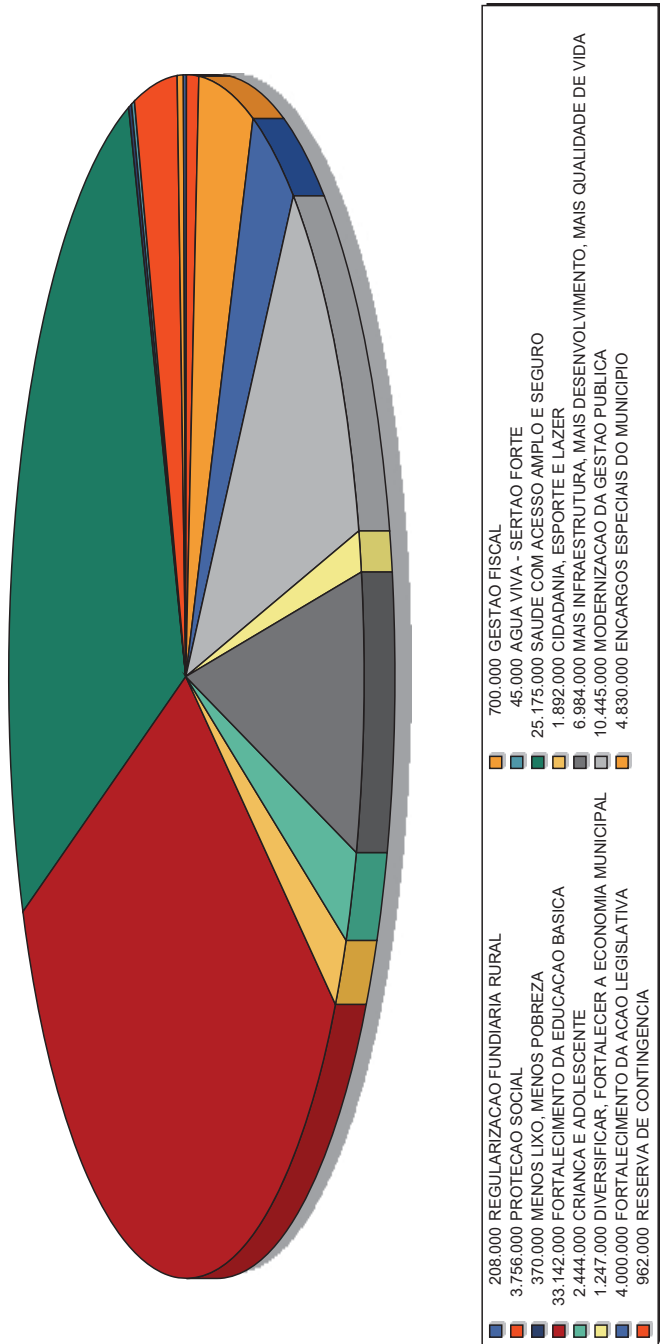 208.000 REGULARIZACAO FUNDIARIA RURAL
3.756.000 PROTECAO SOCIAL
370.000 MENOS LIXO, MENOS POBREZA
33.142.000 FORTALECIMENTO DA EDUCACAO BASICA
2.444.000 CRIANCA E ADOLESCENTE
1.247.000 DIVERSIFICAR, FORTALECER A ECONOMIA MUNICIPAL
4.000.000 FORTALECIMENTO DA ACAO LEGISLATIVA
962.000 RESERVA DE CONTINGENCIA
700.000 GESTAO FISCAL
45.000 AGUA VIVA - SERTAO FORTE
25.175.000 SAUDE COM ACESSO AMPLO E SEGURO
1.892.000 CIDADANIA, ESPORTE E LAZER
6.984.000 MAIS INFRAESTRUTURA, MAIS DESENVOLVIMENTO, MAIS QUALIDADE DE VIDA
10.445.000 MODERNIZACAO DA GESTAO PUBLICA
4.830.000 ENCARGOS ESPECIAIS DO MUNICIPIO